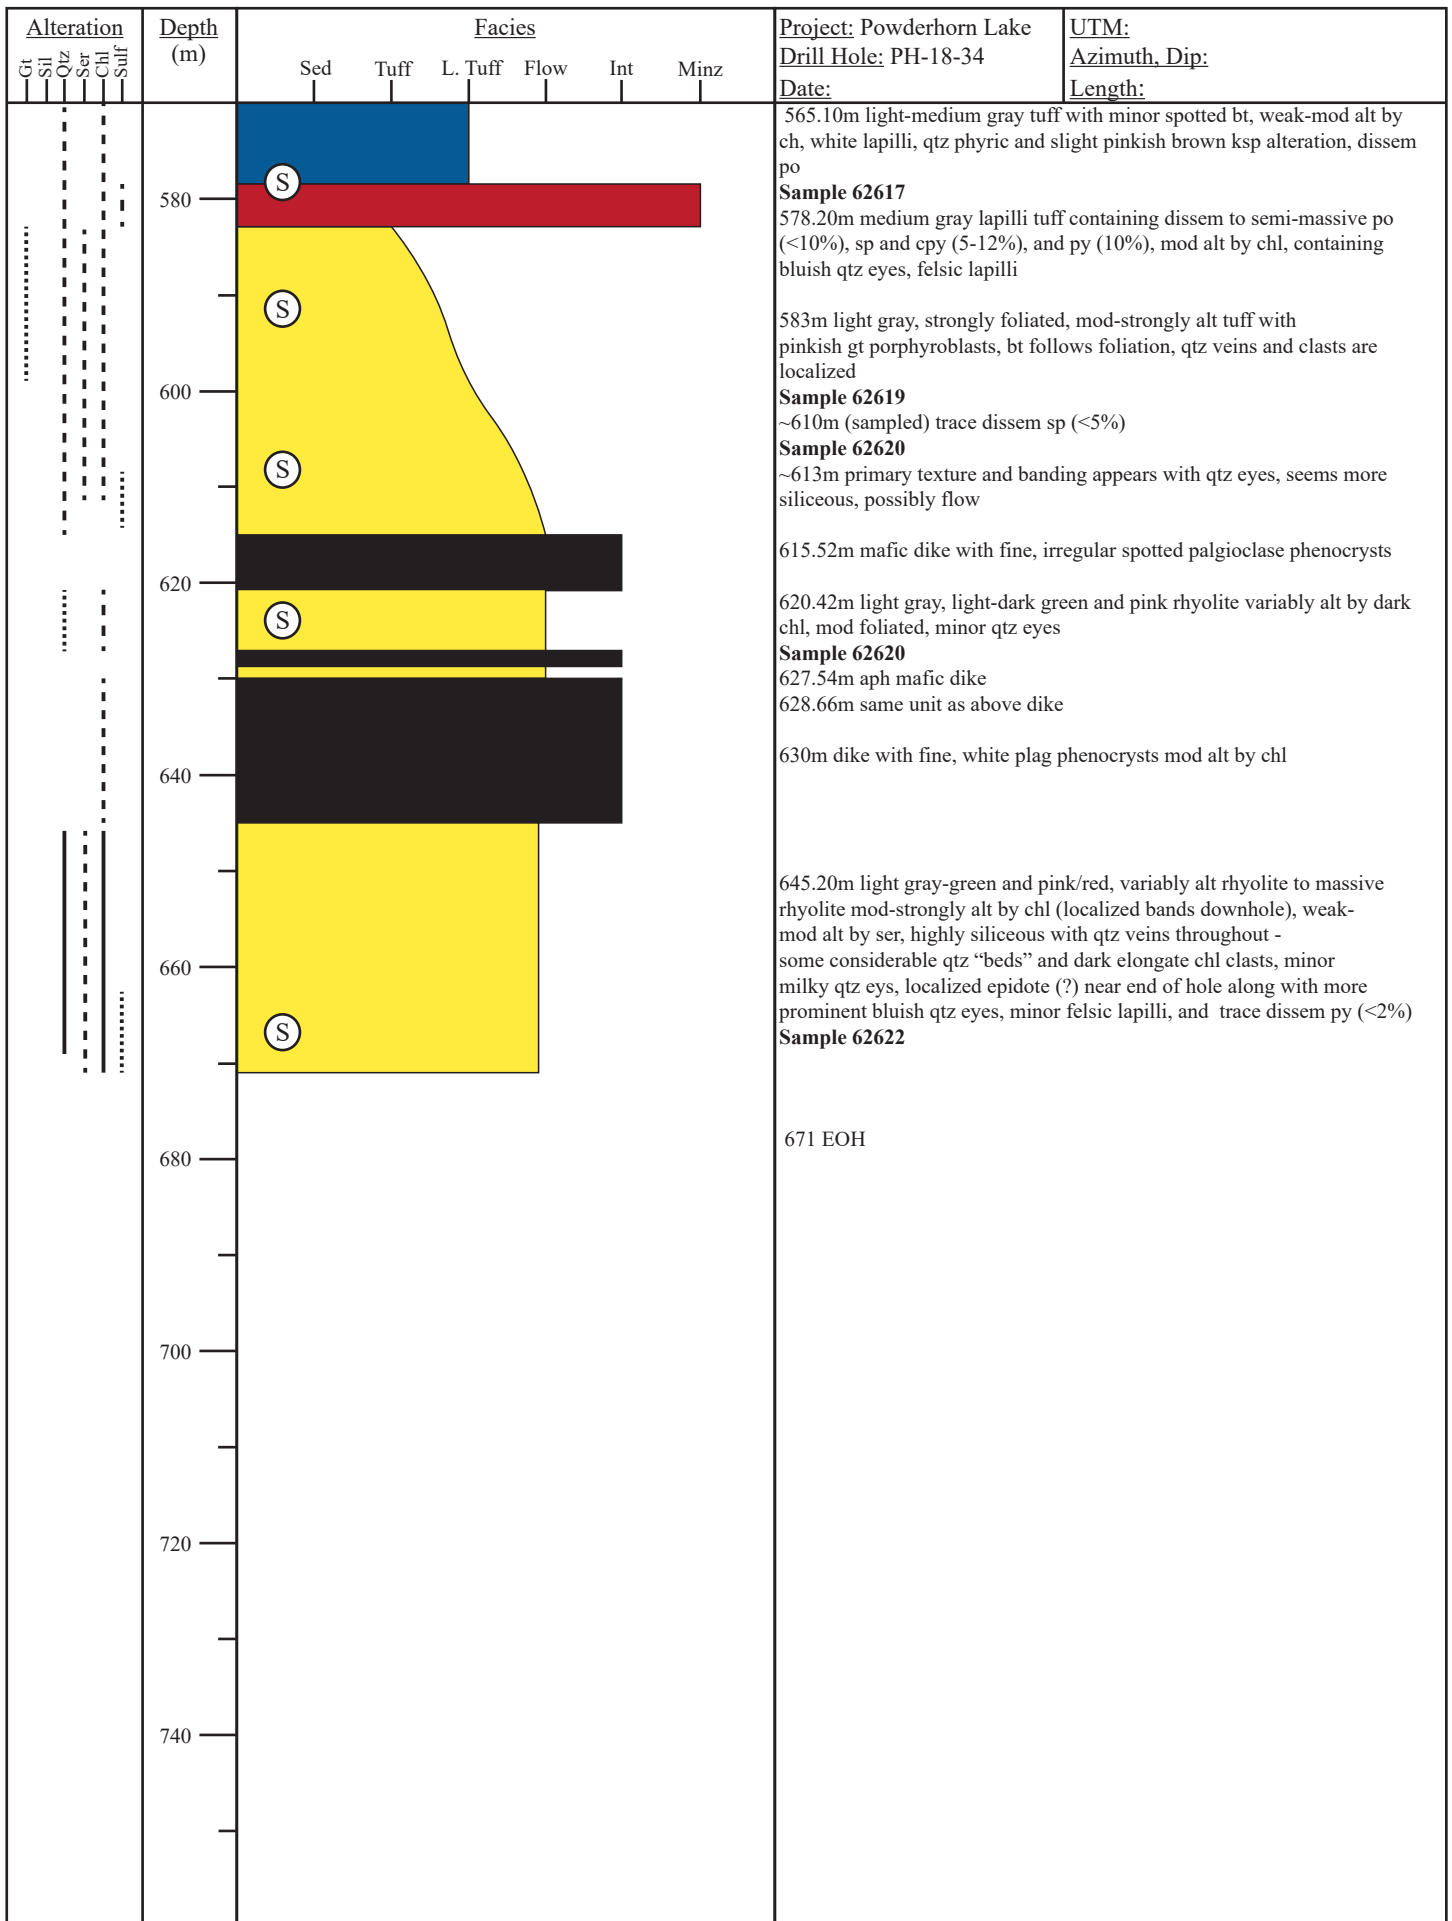 Alteration
Gt
Sil
Qtz
Ser
Chl
Sulf
Depth
(m)
Facies
Sed Tuff L. Tuff Flow Int Minz
Project: Powderhorn Lake
Drill Hole: PH-18-34
Date:
UTM:
Azimuth, Dip:
Length:
565.10m light-medium gray tuff with minor spotted bt, weak-mod alt by
ch, white lapilli, qtz phyric and slight pinkish brown ksp alteration, dissem
po
Sample 62617
578.20m medium gray lapilli tuff containing dissem to semi-massive po
(<10%), sp and cpy (5-12%), and py (10%), mod alt by chl, containing
bluish qtz eyes, felsic lapilli
583m light gray, strongly foliated, mod-strongly alt tuff with
pinkish gt porphyroblasts, bt follows foliation, qtz veins and clasts are
localized
Sample 62619
~610m (sampled) trace dissem sp (<5%)
Sample 62620
~613m primary texture and banding appears with qtz eyes, seems more
siliceous, possibly flow
615.52m mafic dike with fine, irregular spotted palgioclase phenocrysts
620.42m light gray, light-dark green and pink rhyolite variably alt by dark
chl, mod foliated, minor qtz eyes
Sample 62620
627.54m aph mafic dike
628.66m same unit as above dike
630m dike with fine, white plag phenocrysts mod alt by chl
645.20m light gray-green and pink/red, variably alt rhyolite to massive
rhyolite mod-strongly alt by chl (localized bands downhole), weak-
mod alt by ser, highly siliceous with qtz veins throughout -
some considerable qtz “beds” and dark elongate chl clasts, minor
milky qtz eys, localized epidote (?) near end of hole along with more
prominent bluish qtz eyes, minor felsic lapilli, and trace dissem py (<2%)
Sample 62622
671 EOH
580
600
620
640
660
680
700
720
740
S
S
S
S
S